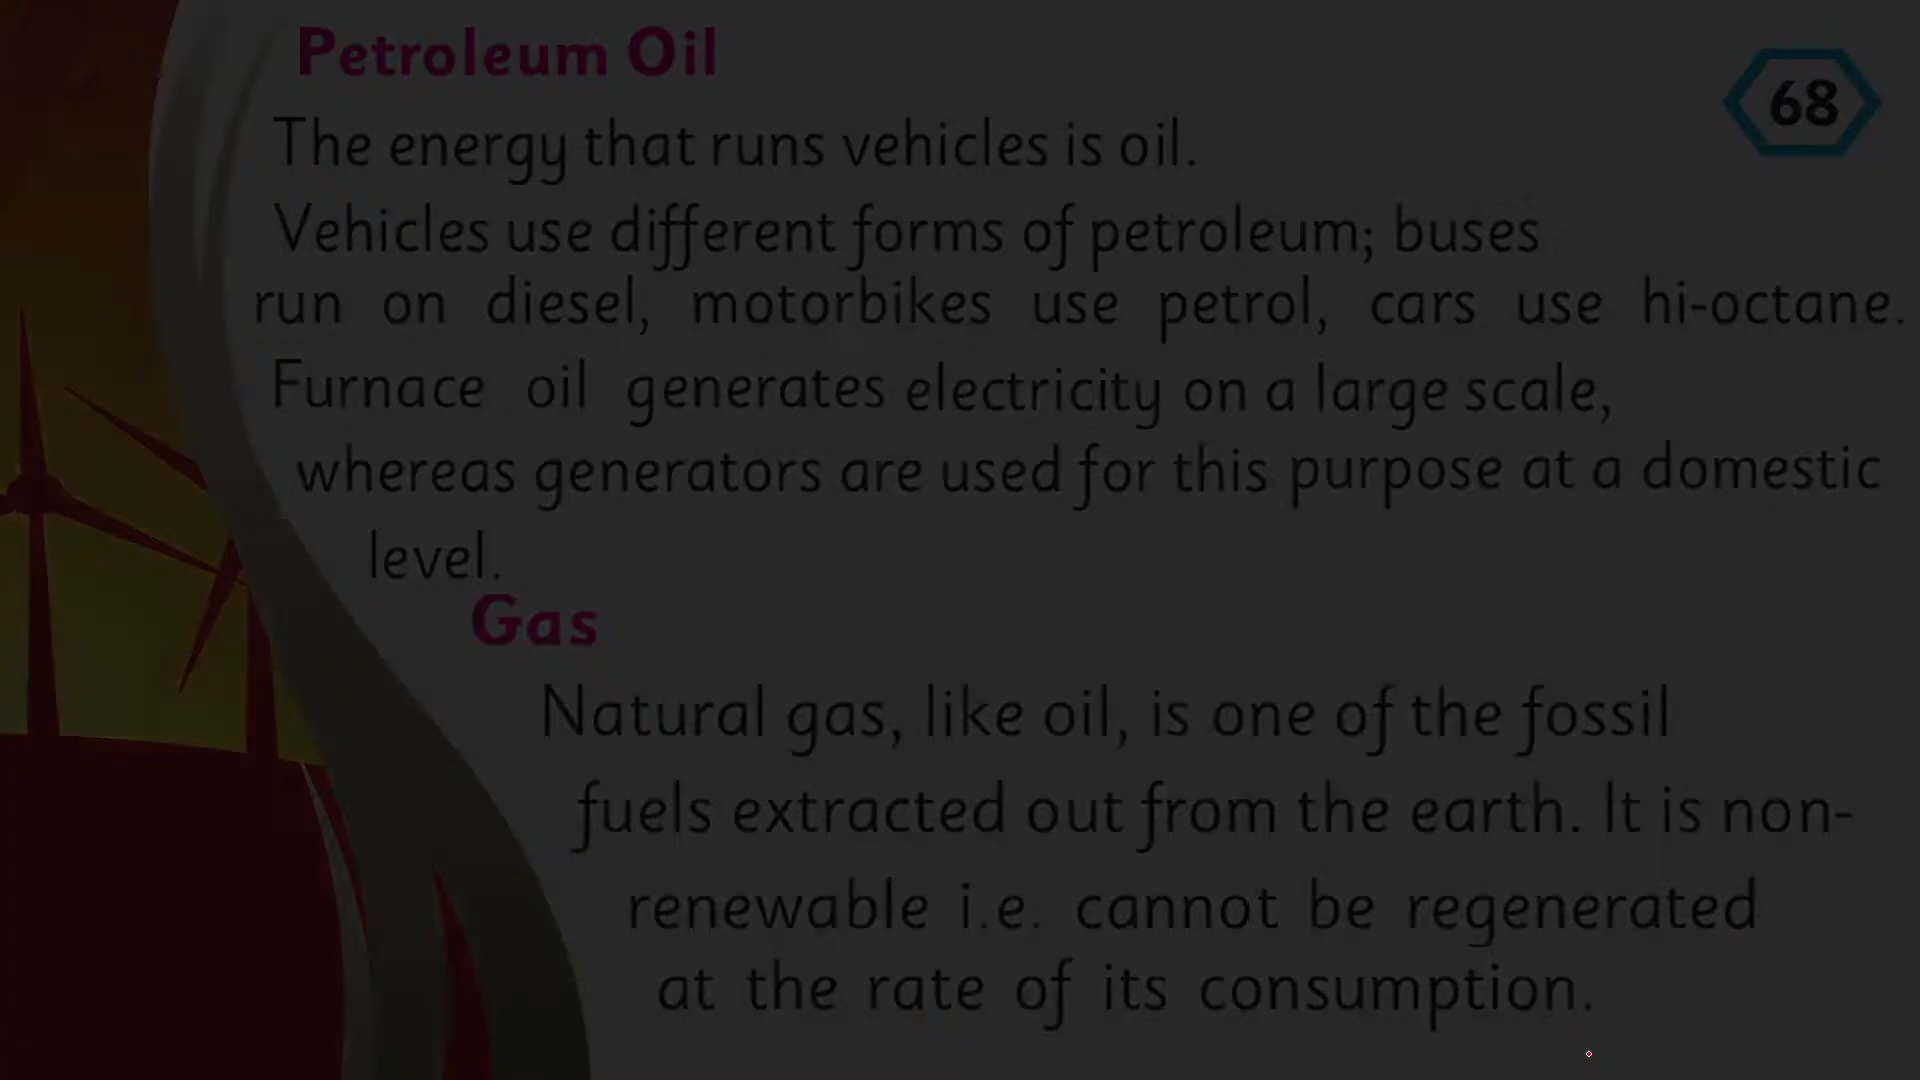 Petroleum Oil
68
The energy that runs vehicles is oil.
Vehicles use different forms of petroleum; buses
run on diesel, motorbikes use petrol, cars use hi-octane.
Furnace oil generates electricity on a large scale,
whereas generators are used for this purpose at a domestic
level.
Gas
Natural gas, like oil, is one of the fossil
fuels extracted out from the earth. It is non-
renewable i.e. cannot be regenerated
at the rate of its consumption.